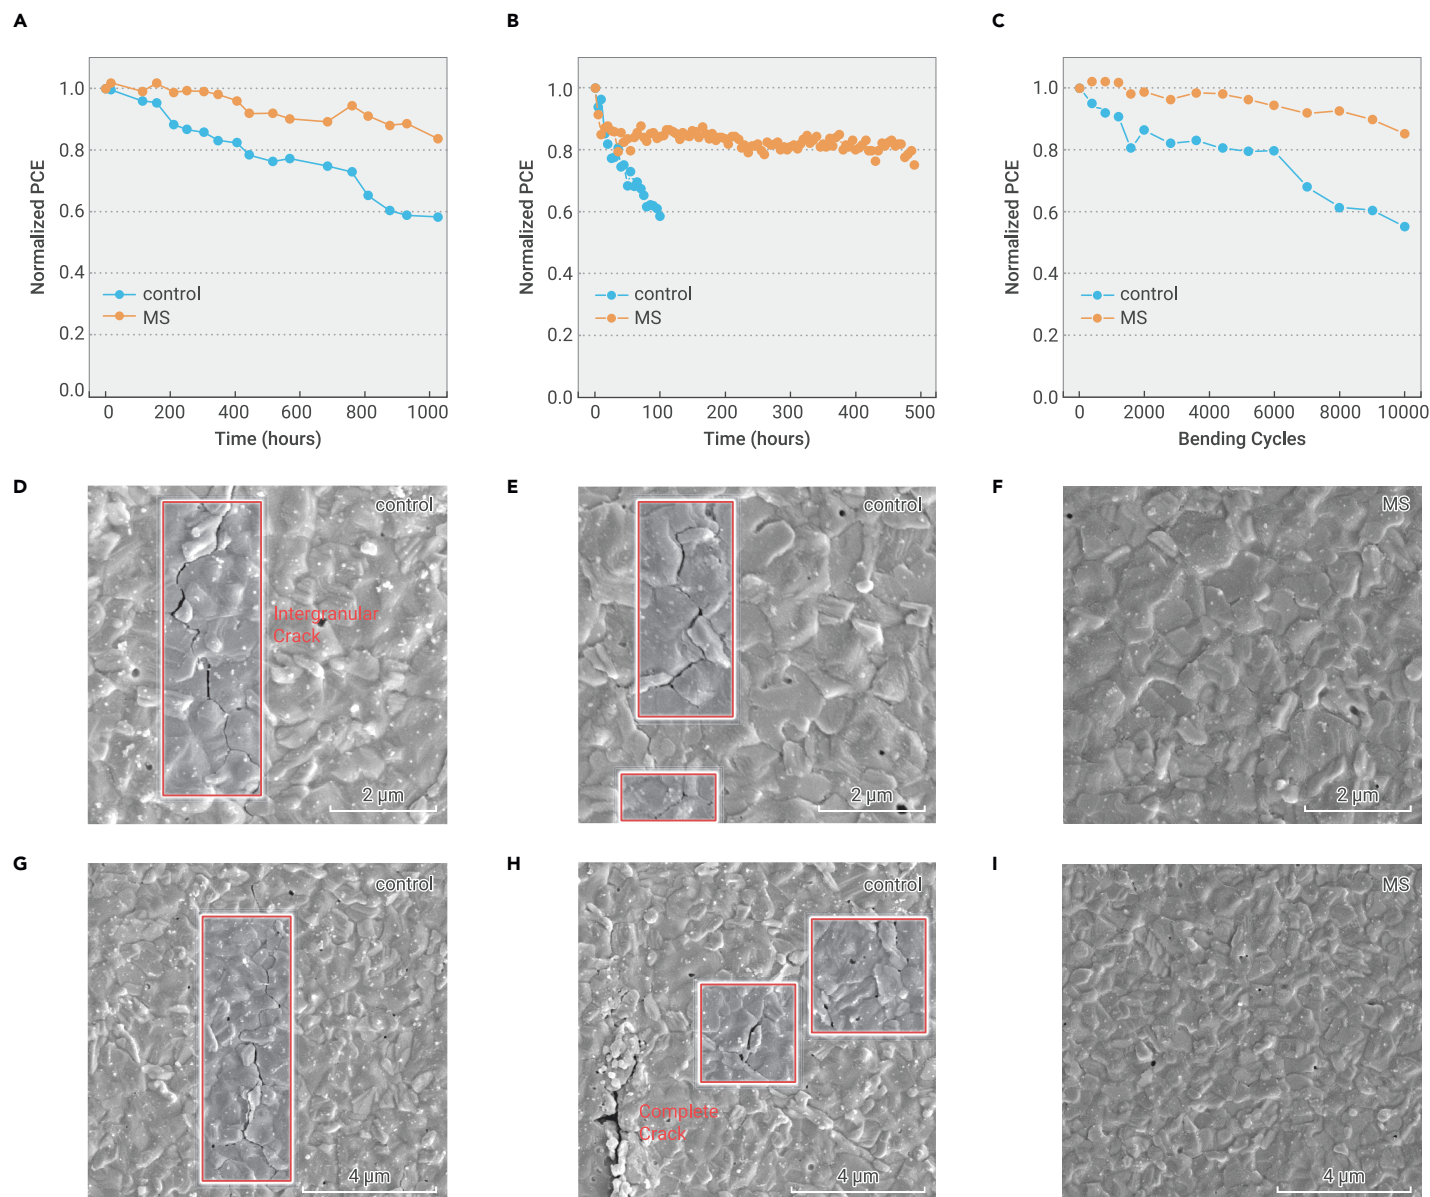 A
B
C
Normalized PCE
1.0
0.8
0.6
0.4
0.2
0.0
control
MS
0
200
400
600
800
1000
Time (hours)
Normalized PCE
1.0
0.8
0.6
0.4
0.2
0.0
control
MS
0
100
200
300
400
500
Time (hours)
Normalized PCE
1.0
0.8
0.6
0.4
0.2
0.0
control
MS
0
2000
4000
6000
8000
10000
Bending Cycles
D
control
Intergranular
Crack
2 μm
E
control
2 μm
F
MS
2 μm
G
control
4 μm
H
control
Complete
Crack
4 μm
I
MS
4 μm